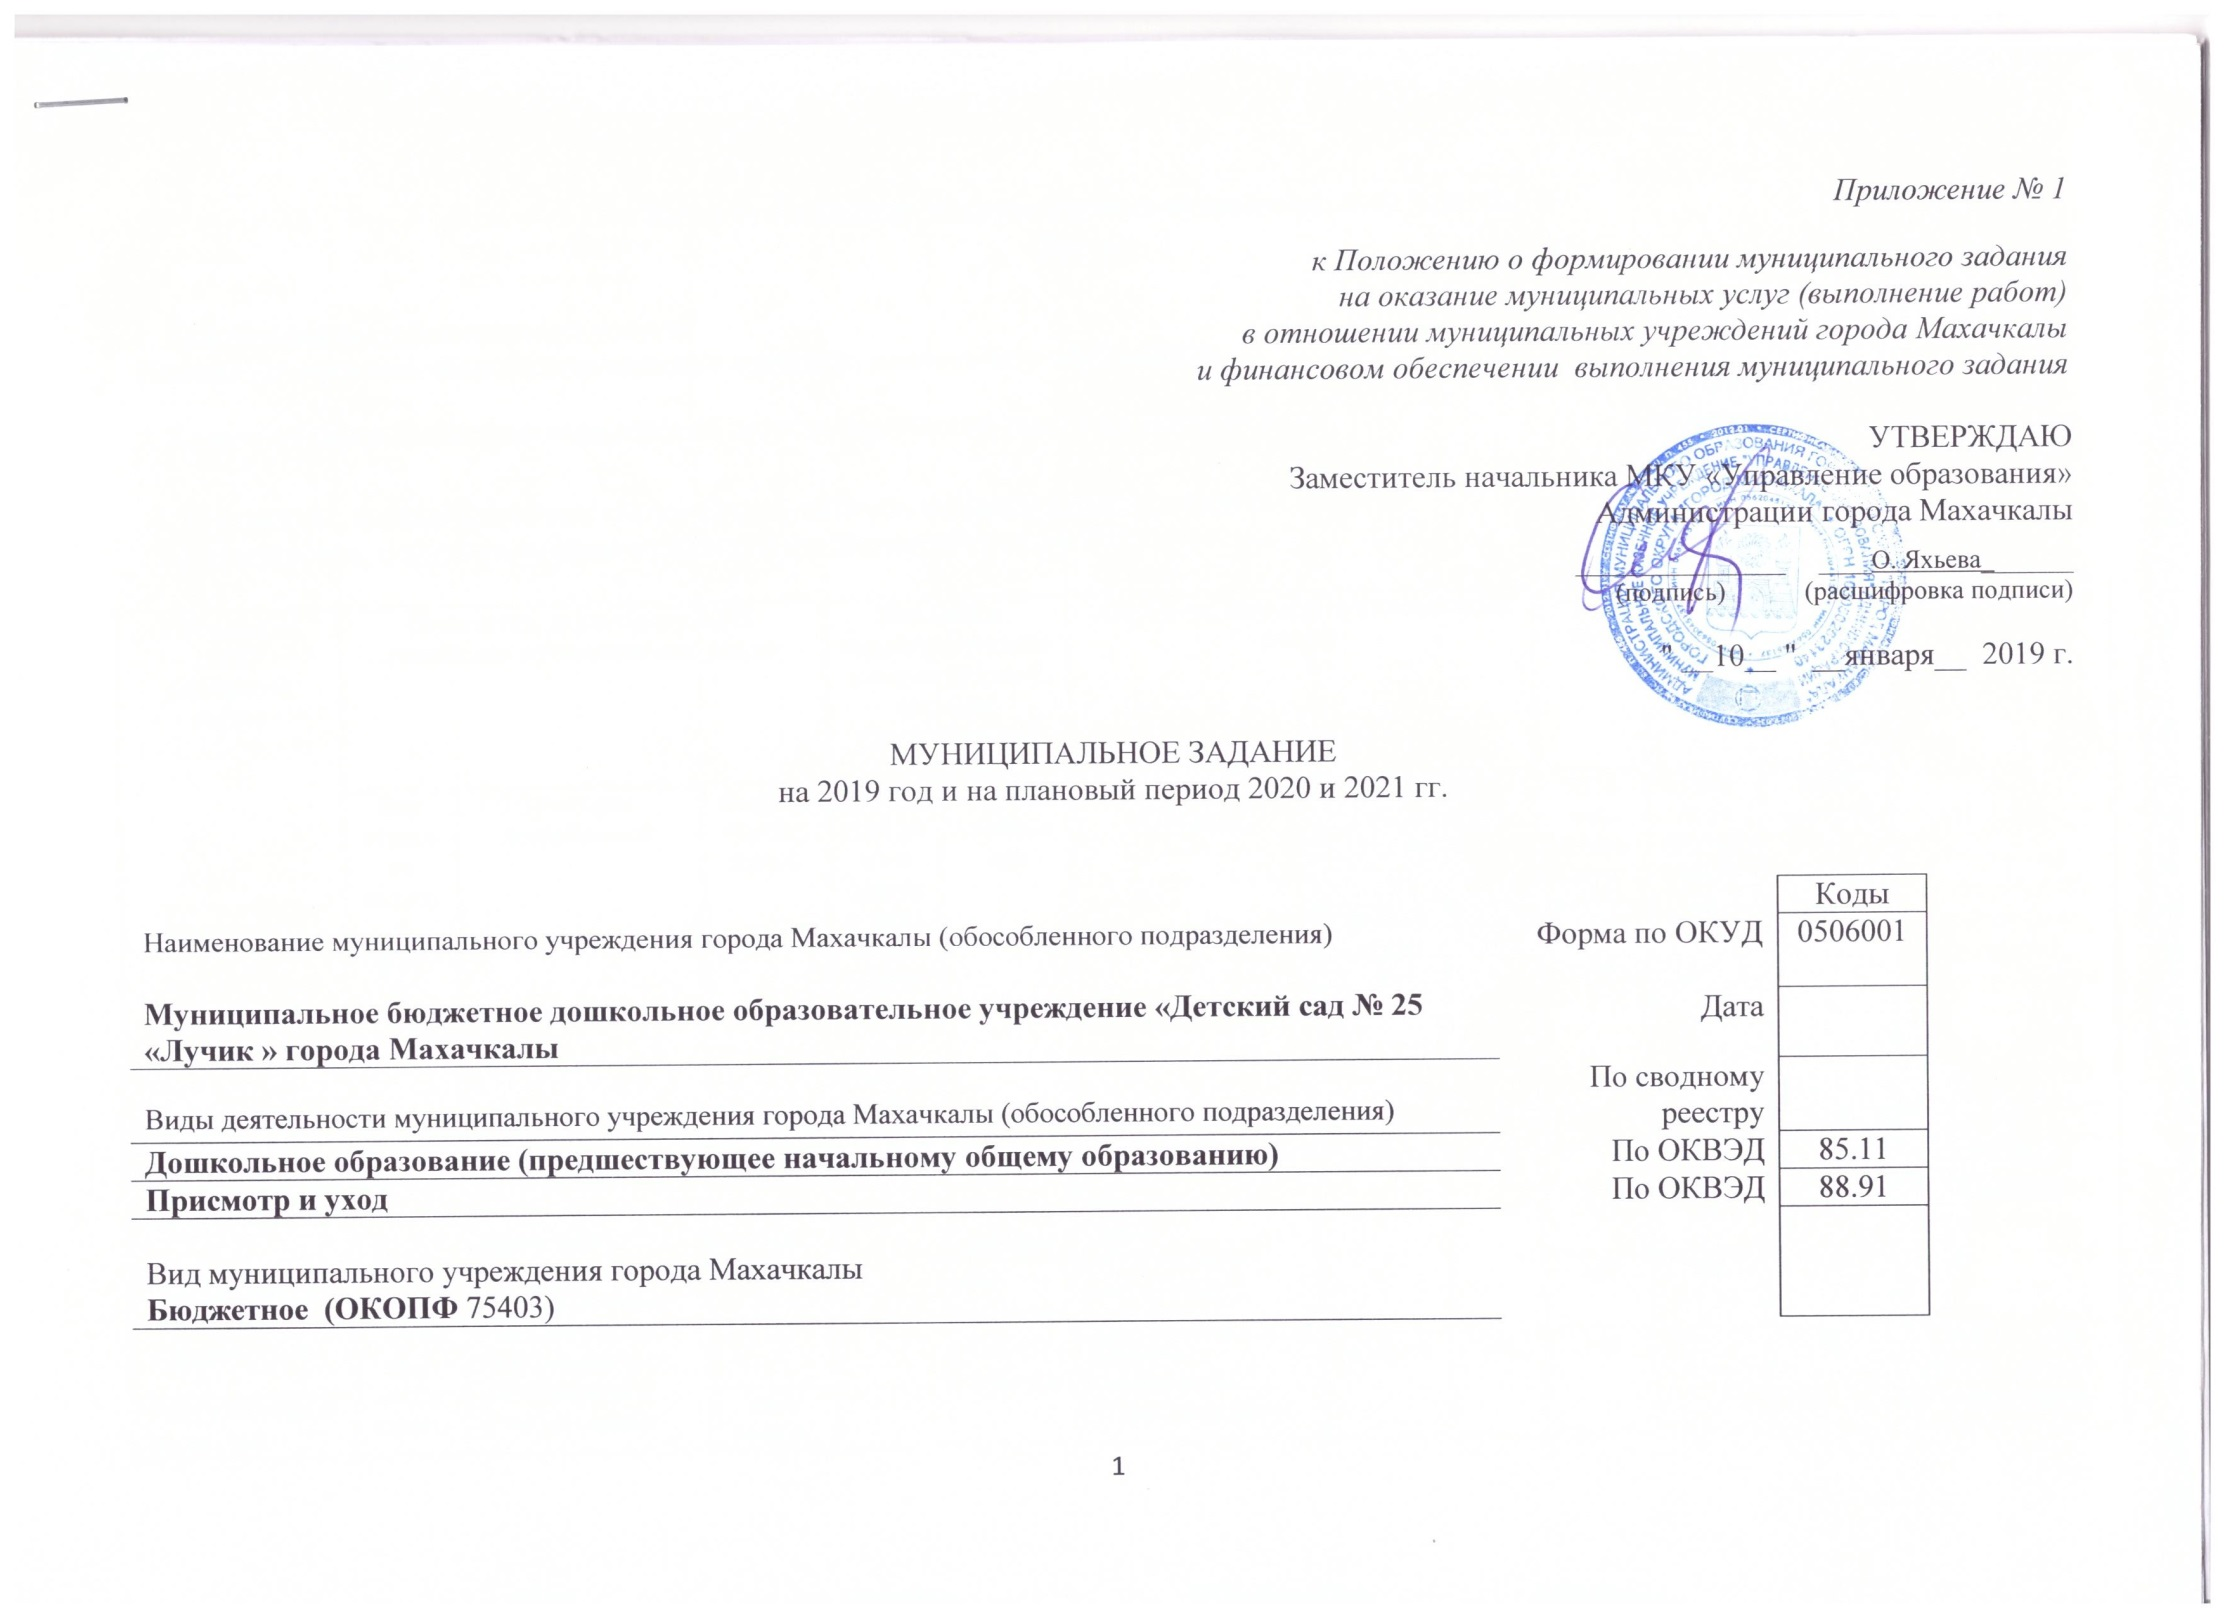 Приложение № 1
к Положению о формировании муниципального задания
на оказание муниципальных услуг (выполнение работ)
в отношении муниципальных учреждений города Махачкалы
и финансовом обеспечении выполнения муниципального задания
УТВЕРЖДАЮ
Заместитель начальника МКУ «Управление образования»
Администрации города Махачкалы
О. Яхьева_
(подпись) (расшифровка подписи)
" __10__ " __января__ 2019 г.
МУНИЦИПАЛЬНОЕ ЗАДАНИЕ
на 2019 год и на плановый период 2020 и 2021 гг.
Коды
Наименование муниципального учреждения города Махачкалы (обособленного подразделения) Форма по ОКУД 0506001
Муниципальное бюджетное дошкольное образовательное учреждение «Детский сад № 25 Дата
«Лучик » города Махачкалы
По сводному
Виды деятельности муниципального учреждения города Махачкалы (обособленного подразделения) реестру
Дошкольное образование (предшествующее начальному общему образованию) По ОКВЭД 85.11
Присмотр и уход По ОКВЭД 88.91
Вид муниципального учреждения города Махачкалы
Бюджетное (ОКОПФ 75403)
1